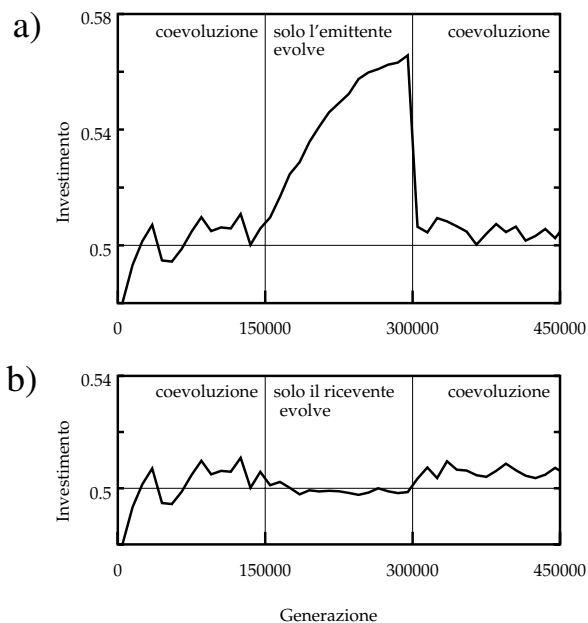 a)
0.58
coevoluzione
solo l'emittente
evolve
coevoluzione
0.54
Investimento
0.5
0
150000
300000
450000
b)
0.54
coevoluzione
solo il ricevente
evolve
coevoluzione
Investimento
0.5
0
150000
300000
450000
Generazione